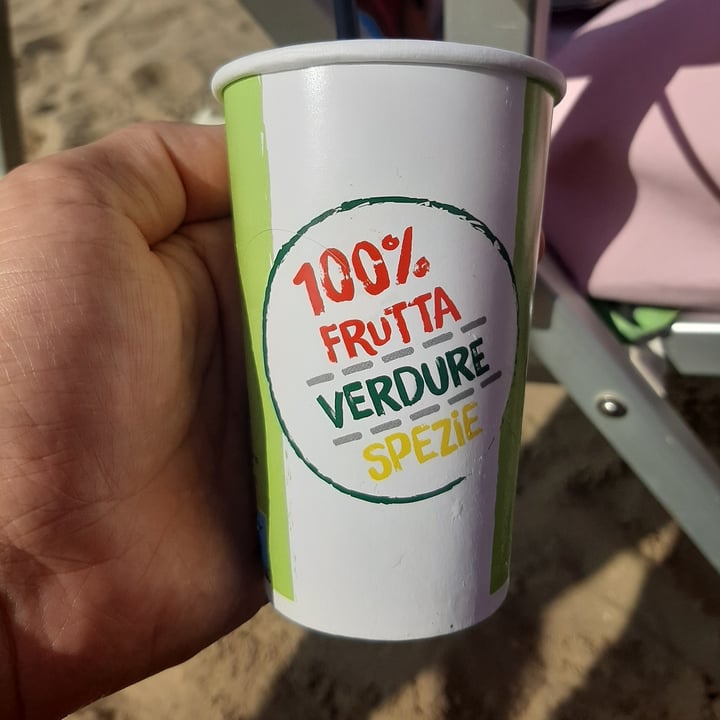 100%
FRUTTA
VERDURE
SPEZiE